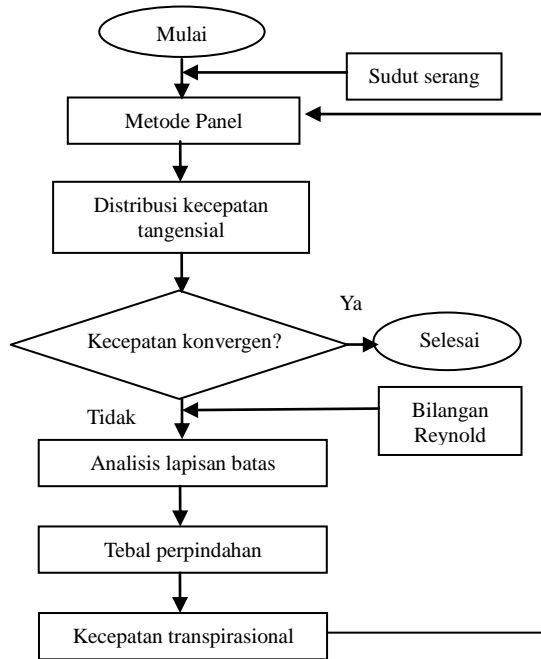 Mulai
Sudut serang
Metode Panel
Distribusi kecepatan
tangensial
Ya
Kecepatan konvergen?
Selesai
Tidak
Bilangan
Reynold
Analisis lapisan batas
Tebal perpindahan
Kecepatan transpirasional